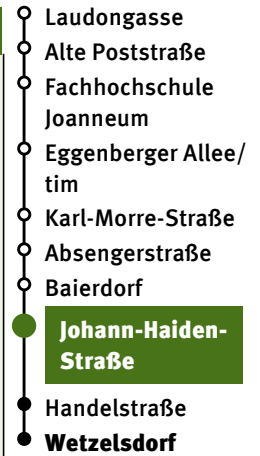 Laudongasse
Alte Poststraße
Fachhochschule
Joanneum
Eggenberger Allee/
tim
Karl-Morre-Straße
Absengerstraße
Baierdorf
Johann-Haiden-
Straße
Handelstraße
Wetzelsdorf